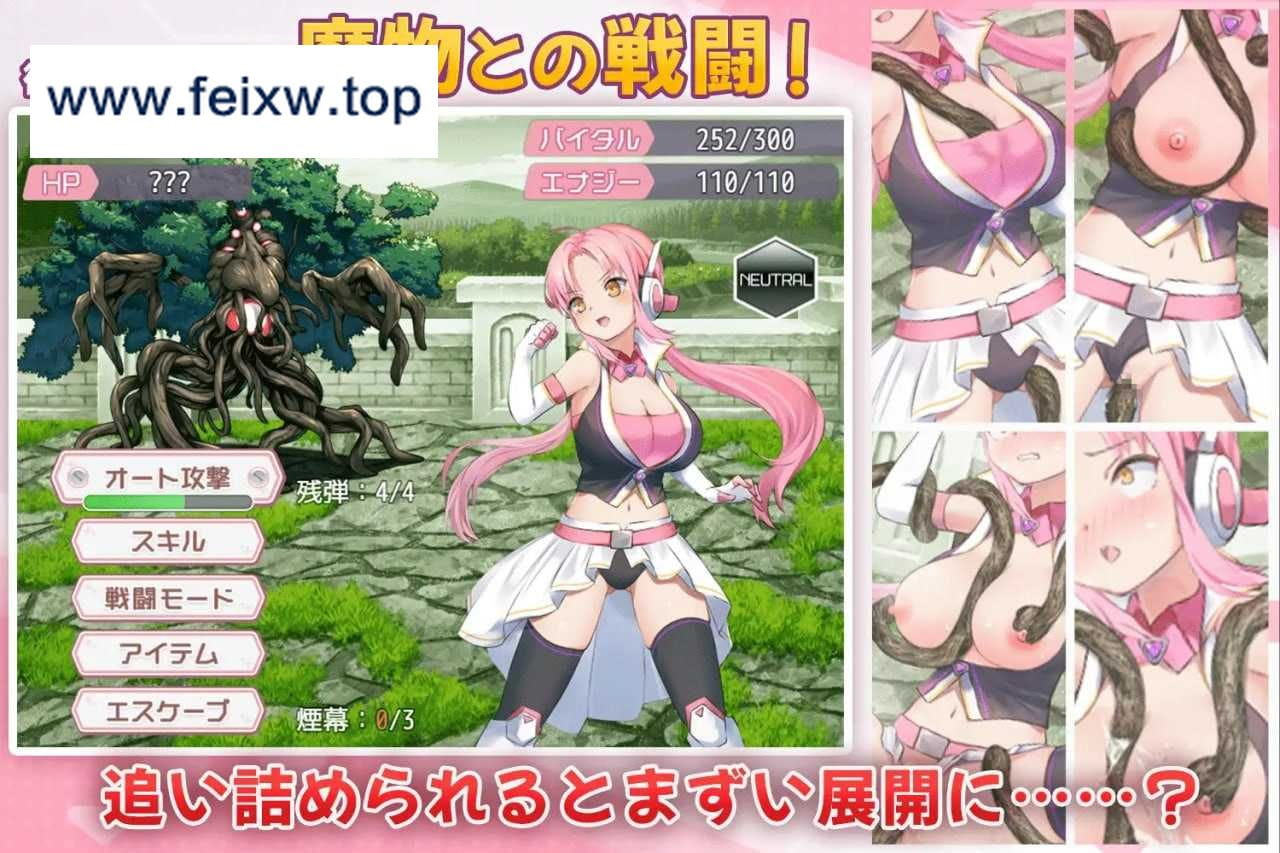 魔物との戦闘！
www.feixw.top
バイタル 252/300
HP ???
エナジー 110/110
NEUTRAL
オート攻撃
残弾：4/4
スキル
戦闘モード
アイテム
エスケープ
煙幕：0/3
追い詰められるとまずい展開に……？